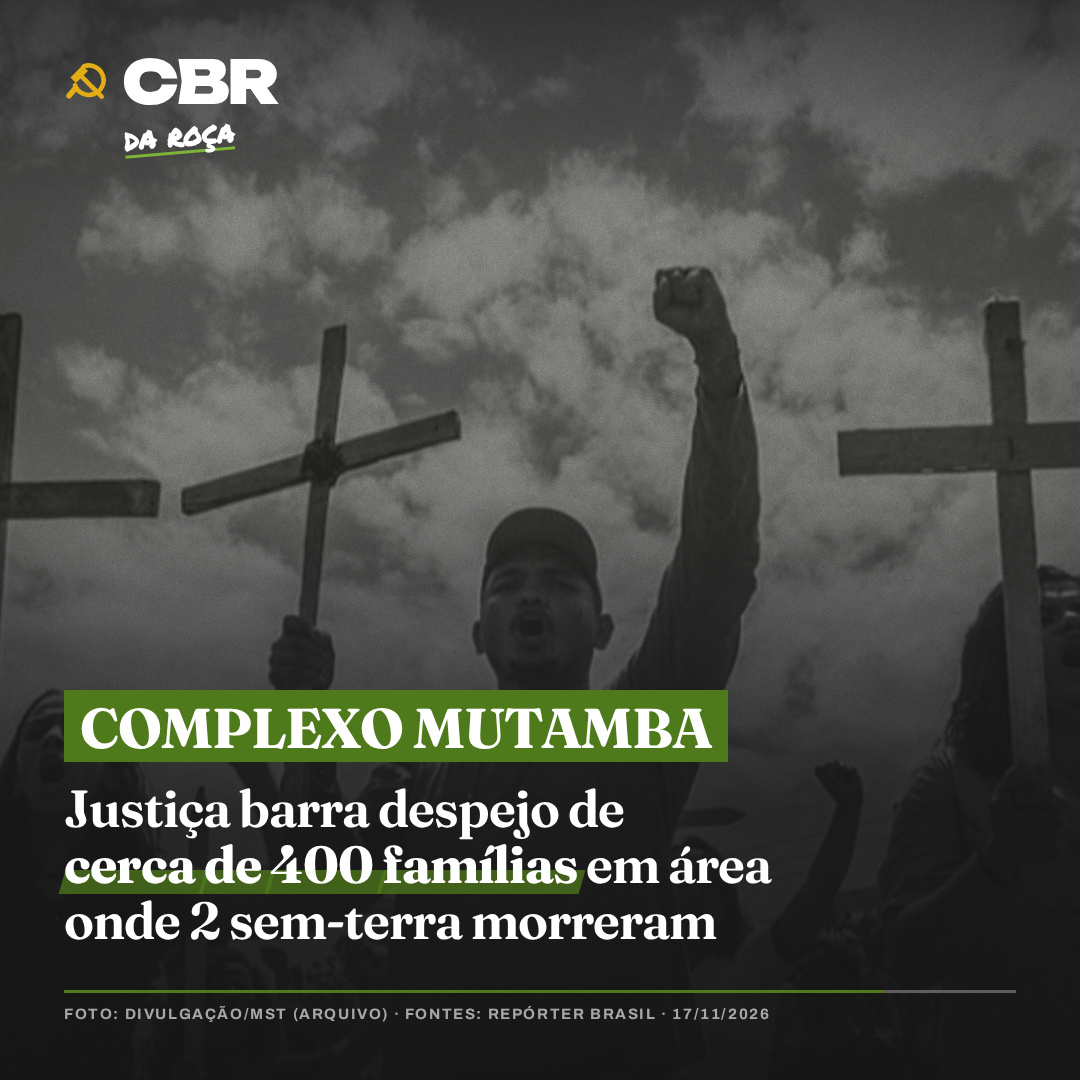 CBR
DA ROÇA
COMPLEXO MUTAMBA
Justiça barra despejo de
cerca de 400 famílias em área
onde 2 sem-terra morreram
FOTO: DIVULGAÇÃO/MST (ARQUIVO) · FONTES: REPÓRTER BRASIL · 17/11/2026